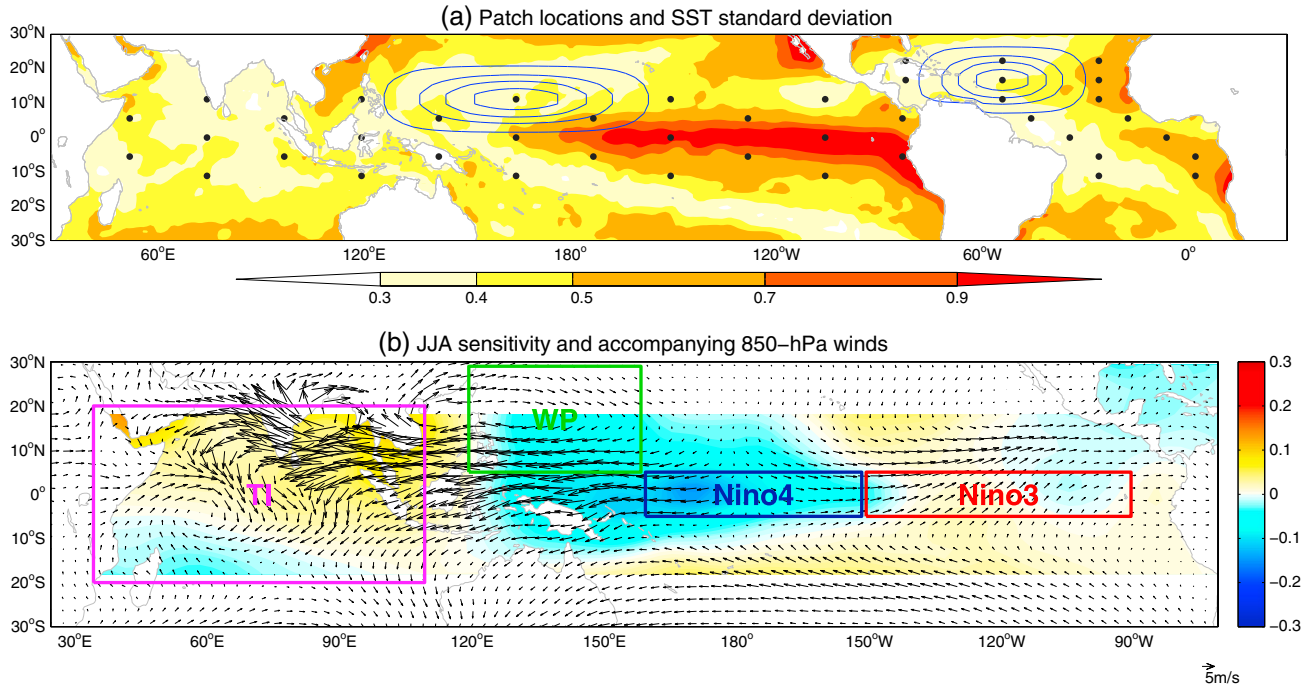 (a) Patch locations and SST standard deviation
30°N
20°N
10°N
0°
10°S
20°S
30°S
60°E 120°E 180° 120°W 60°W 0°
0.3 0.4 0.5 0.7 0.9
(b) JJA sensitivity and accompanying 850-hPa winds
30°N
20°N
10°N
0°
10°S
20°S
30°S
WP
TI
Nino4
Nino3
0.3
0.2
0.1
0
−0.1
−0.2
−0.3
30°E 60°E 90°E 120°E 150°E 180° 150°W 120°W 90°W
5m/s